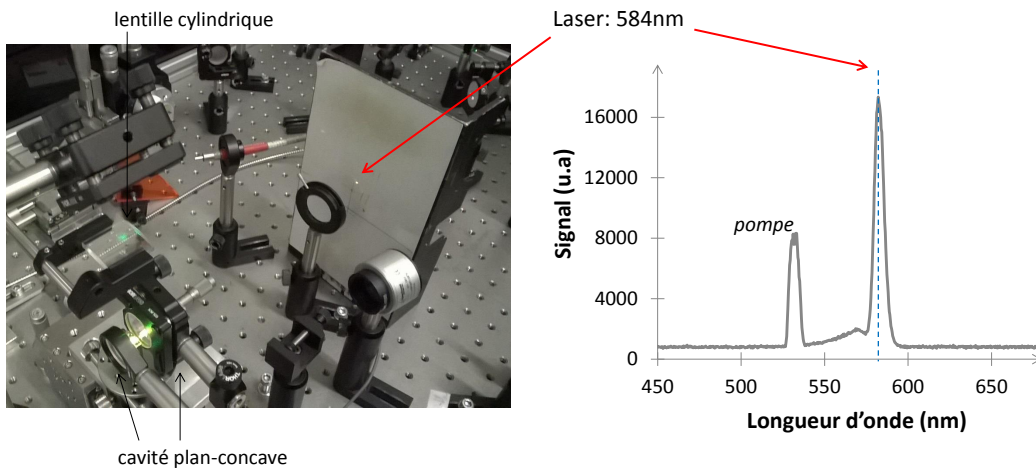 lentille cylindrique
Laser: 584nm
cavité plan-concave
Signal (u.a)
16000
12000
8000
4000
0
pompe
450
500
550
600
650
Longueur d’onde (nm)